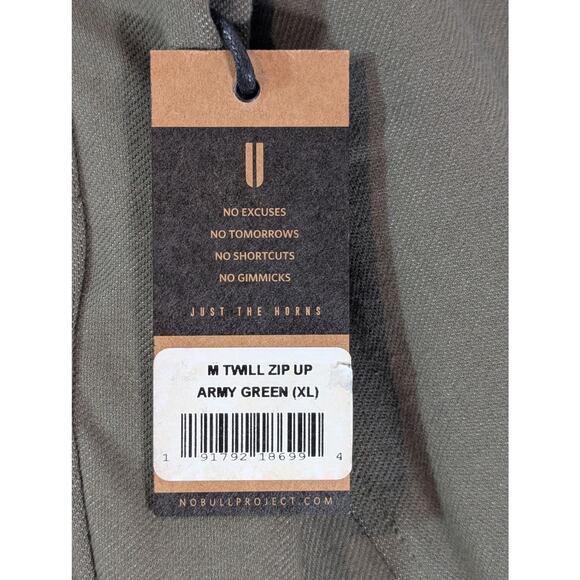 NO EXCUSES
NO TOMORROWS
NO SHORTCUTS
NO GIMMICKS
JUST THE HORNS
M TWILL ZIP UP
ARMY GREEN (XL)
1 91792 18699 4
NOBULLPROJECT.COM